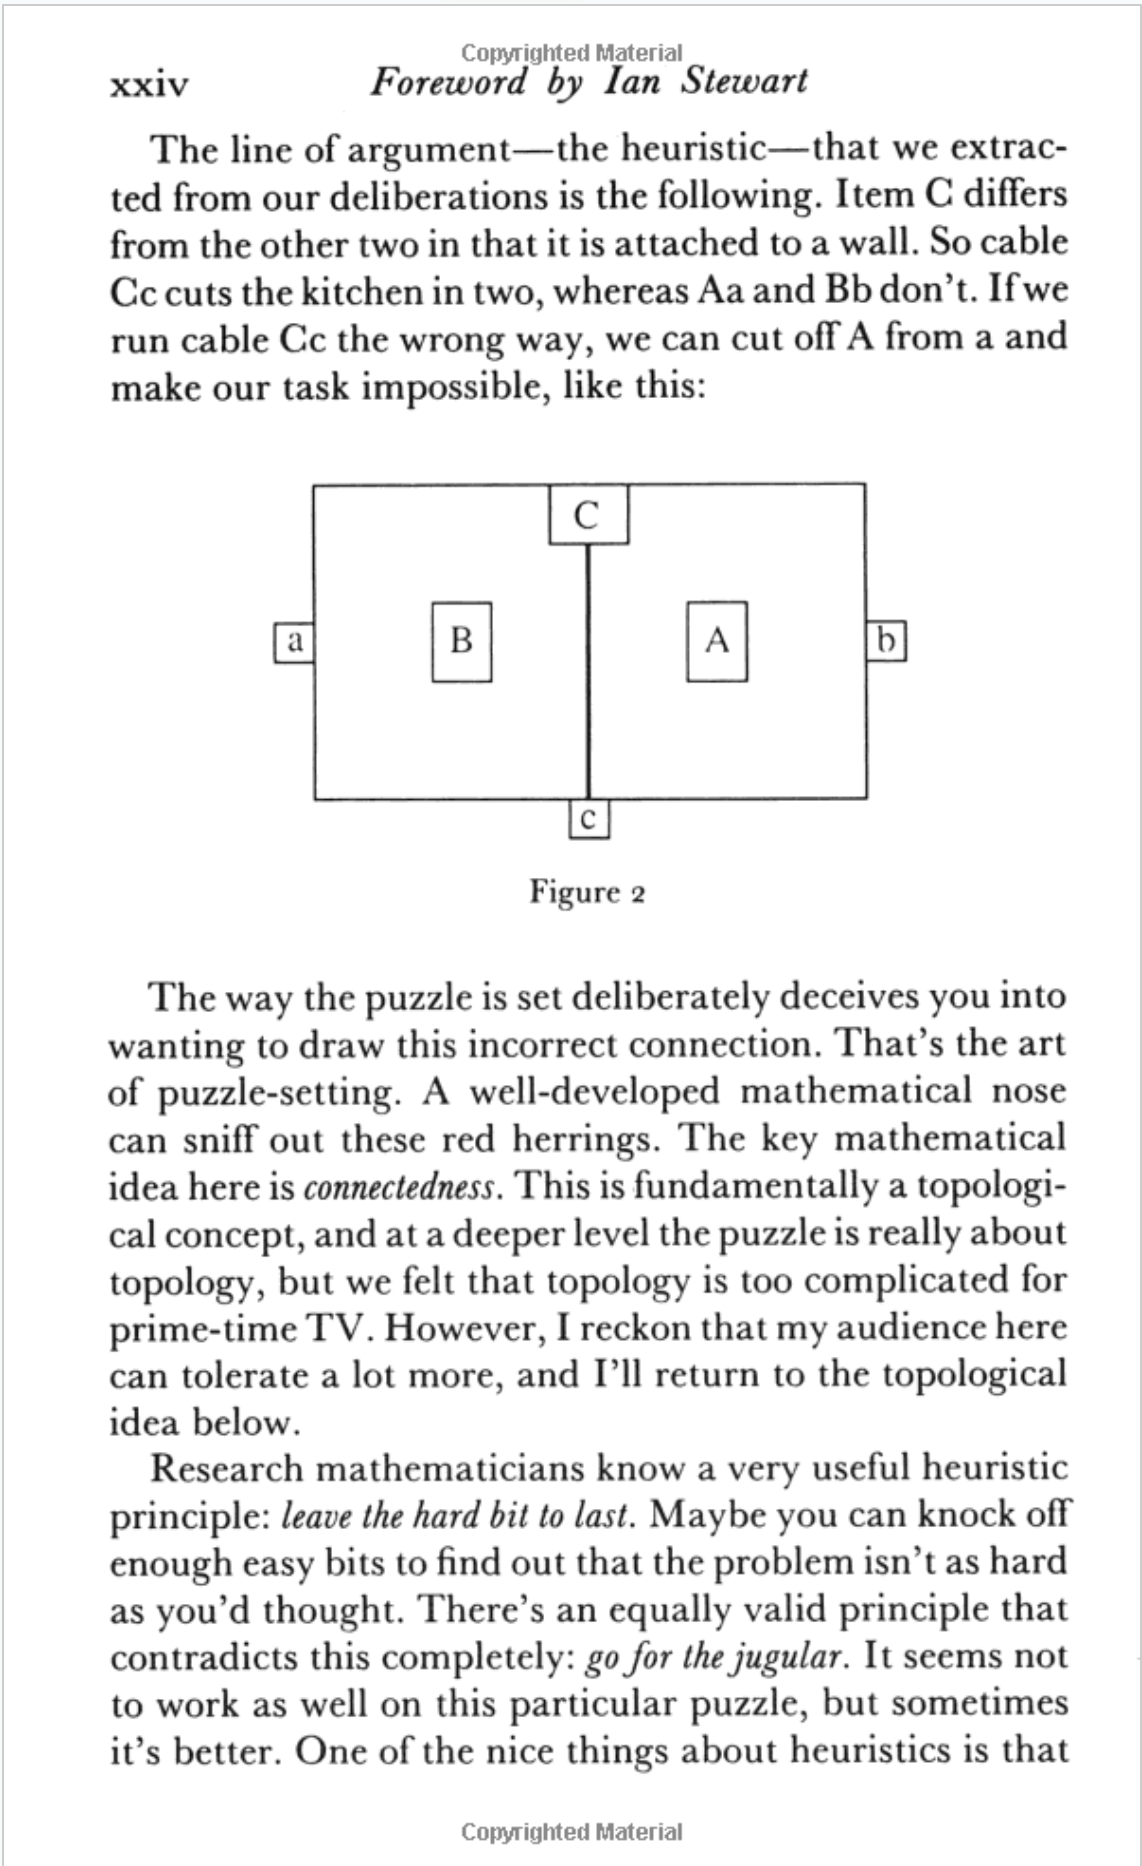 Copyrighted Material
xxiv Foreword by Ian Stewart
The line of argument—the heuristic—that we extrac-
ted from our deliberations is the following. Item C differs
from the other two in that it is attached to a wall. So cable
Cc cuts the kitchen in two, whereas Aa and Bb don't. If we
run cable Cc the wrong way, we can cut off A from a and
make our task impossible, like this:
C
a B A b
c
Figure 2
The way the puzzle is set deliberately deceives you into
wanting to draw this incorrect connection. That's the art
of puzzle-setting. A well-developed mathematical nose
can sniff out these red herrings. The key mathematical
idea here is connectedness. This is fundamentally a topologi-
cal concept, and at a deeper level the puzzle is really about
topology, but we felt that topology is too complicated for
prime-time TV. However, I reckon that my audience here
can tolerate a lot more, and I'll return to the topological
idea below.
Research mathematicians know a very useful heuristic
principle: leave the hard bit to last. Maybe you can knock off
enough easy bits to find out that the problem isn't as hard
as you'd thought. There's an equally valid principle that
contradicts this completely: go for the jugular. It seems not
to work as well on this particular puzzle, but sometimes
it's better. One of the nice things about heuristics is that
Copyrighted Material